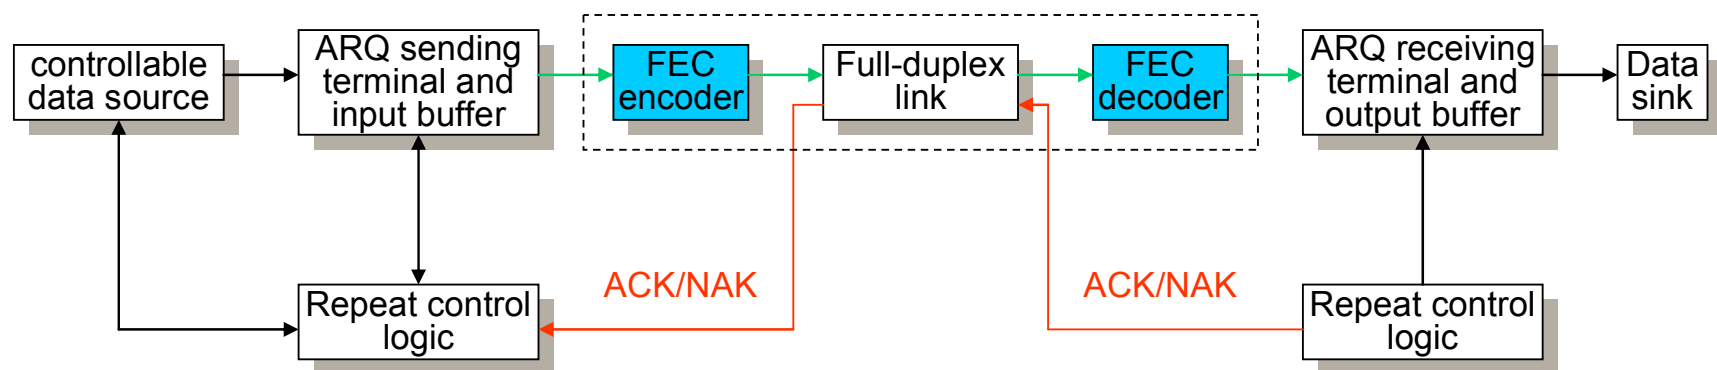 controllable
data source
ARQ sending
terminal and
input buffer
FEC
encoder
Full-duplex
link
FEC
decoder
ARQ receiving
terminal and
output buffer
Data
sink
Repeat control
logic
ACK/NAK
ACK/NAK
Repeat control
logic